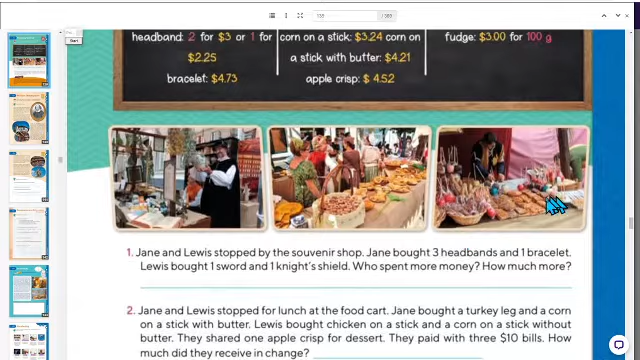 headband: 2 for $3 or 1 for
$2.25
bracelet: $4.73
corn on a stick: $3.24 corn on
a stick with butter: $4.21
apple crisp: $ 4.52
fudge: $3.00 for 100 g
1. Jane and Lewis stopped by the souvenir shop. Jane bought 3 headbands and 1 bracelet.
Lewis bought 1 sword and 1 knight's shield. Who spent more money? How much more?
2. Jane and Lewis stopped for lunch at the food cart. Jane bought a turkey leg and a corn
on a stick with butter. Lewis bought chicken on a stick and a corn on a stick without
butter. They shared one apple crisp for dessert. They paid with three $10 bills. How
much did they receive in change?